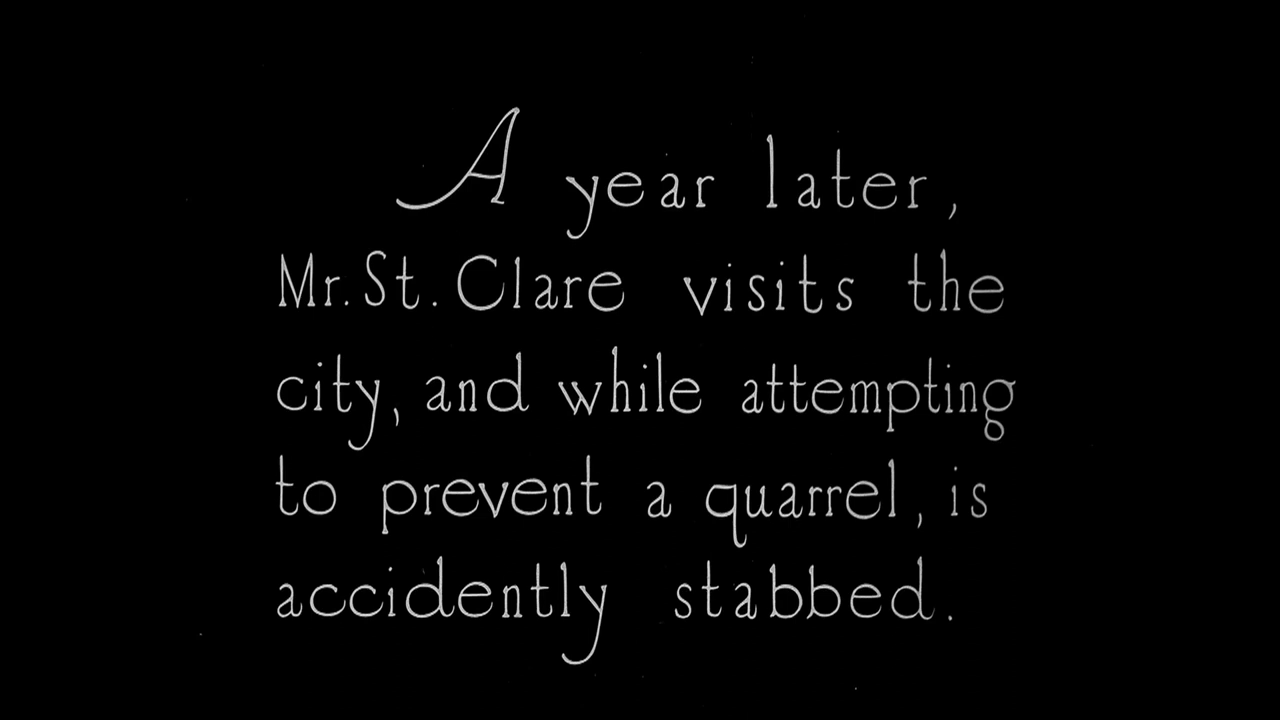 A year later,
Mr. St. Clare visits the
city, and while attempting
to prevent a quarrel, is
accidently stabbed.